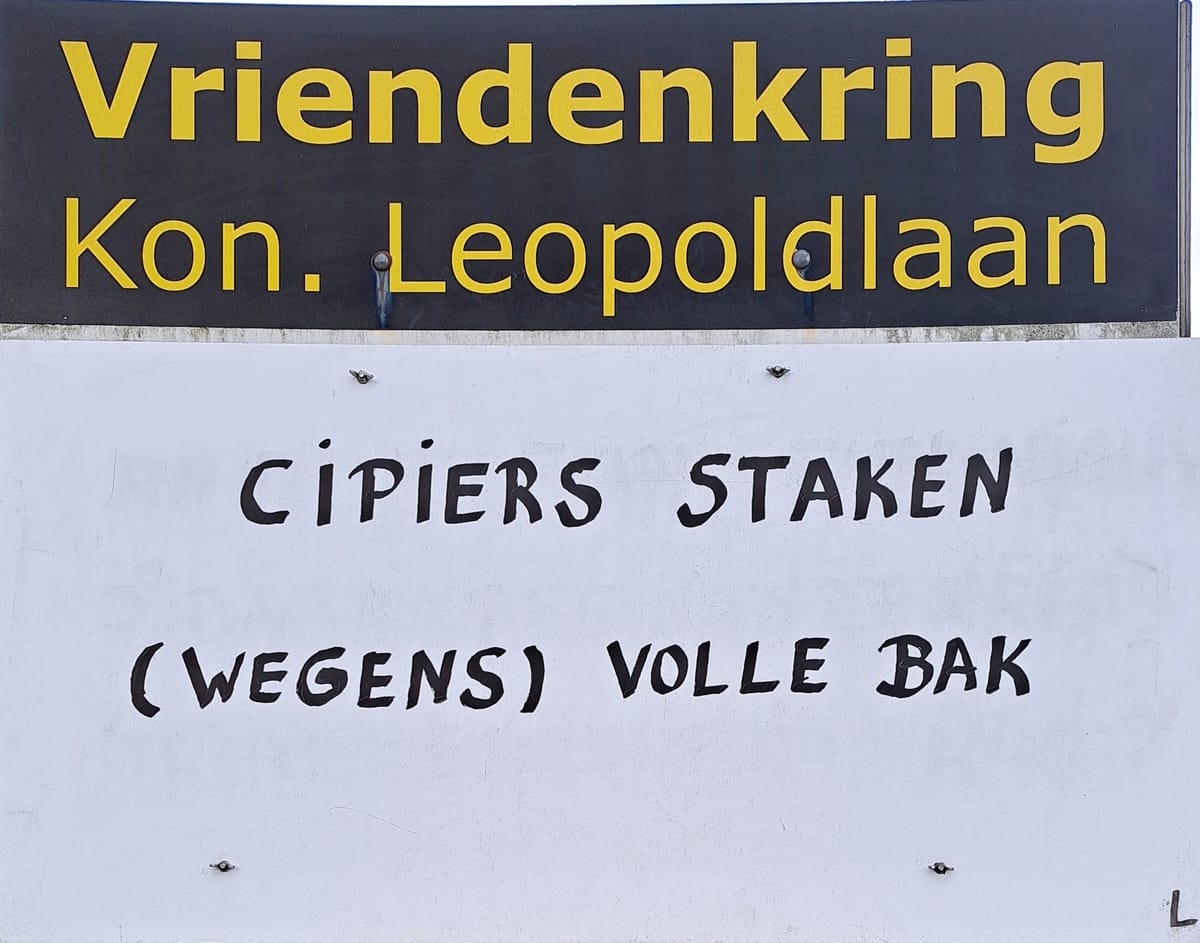 Vriendenkring
Kon. Leopoldlaan
CiPiERS STAKEN
(WEGENS) VOLLE BAK
L